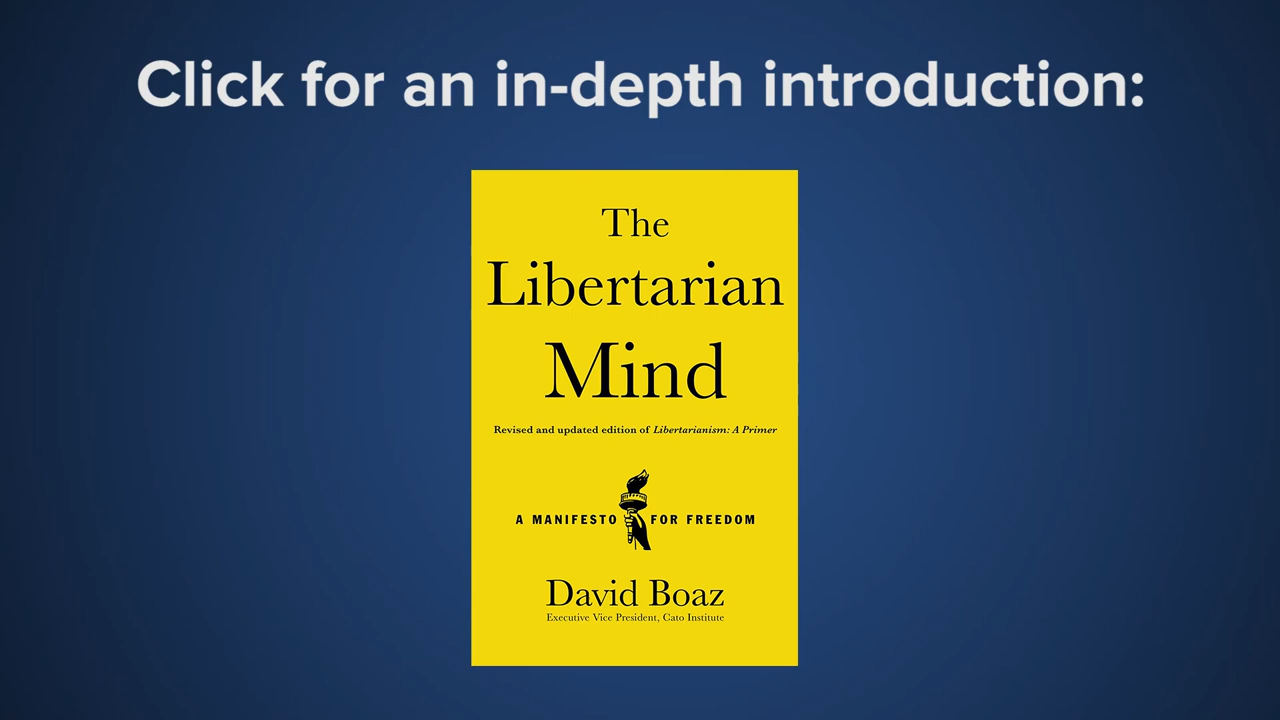 Click for an in-depth introduction:
The
Libertarian
Mind
Revised and updated edition of Libertarianism: A Primer
A MANIFESTO FOR FREEDOM
David Boaz
Executive Vice President, Cato Institute